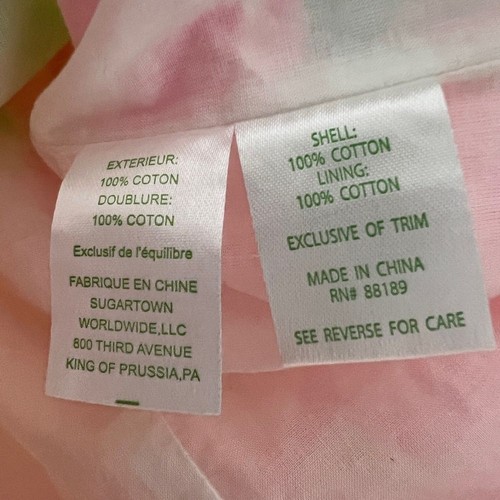 EXTERIEUR:
100% COTON
DOUBLURE:
100% COTON
Exclusif de l'équilibre
FABRIQUE EN CHINE
SUGARTOWN
WORLDWIDE,LLC
800 THIRD AVENUE
KING OF PRUSSIA,PA
SHELL:
100% COTTON
LINING:
100% COTTON
EXCLUSIVE OF TRIM
MADE IN CHINA
RN# 88189
SEE REVERSE FOR CARE